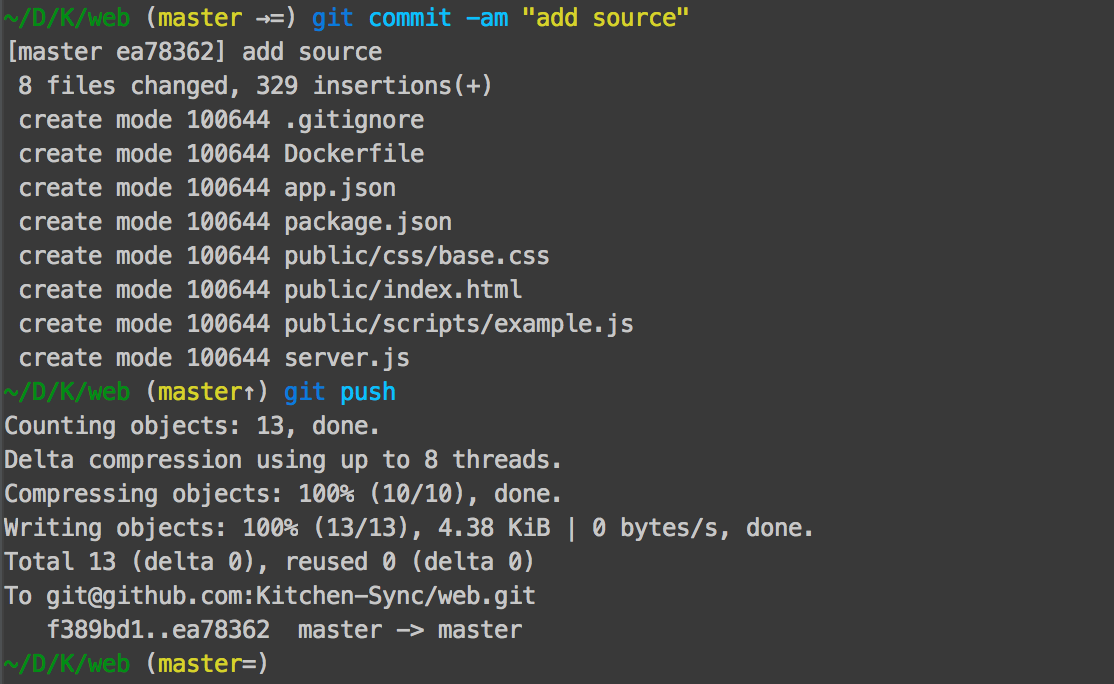 ~/D/K/web (master →=) git commit -am "add source"
[master ea78362] add source
 8 files changed, 329 insertions(+)
 create mode 100644 .gitignore
 create mode 100644 Dockerfile
 create mode 100644 app.json
 create mode 100644 package.json
 create mode 100644 public/css/base.css
 create mode 100644 public/index.html
 create mode 100644 public/scripts/example.js
 create mode 100644 server.js
~/D/K/web (master↑) git push
Counting objects: 13, done.
Delta compression using up to 8 threads.
Compressing objects: 100% (10/10), done.
Writing objects: 100% (13/13), 4.38 KiB | 0 bytes/s, done.
Total 13 (delta 0), reused 0 (delta 0)
To git@github.com:Kitchen-Sync/web.git
   f389bd1..ea78362  master -> master
~/D/K/web (master=)